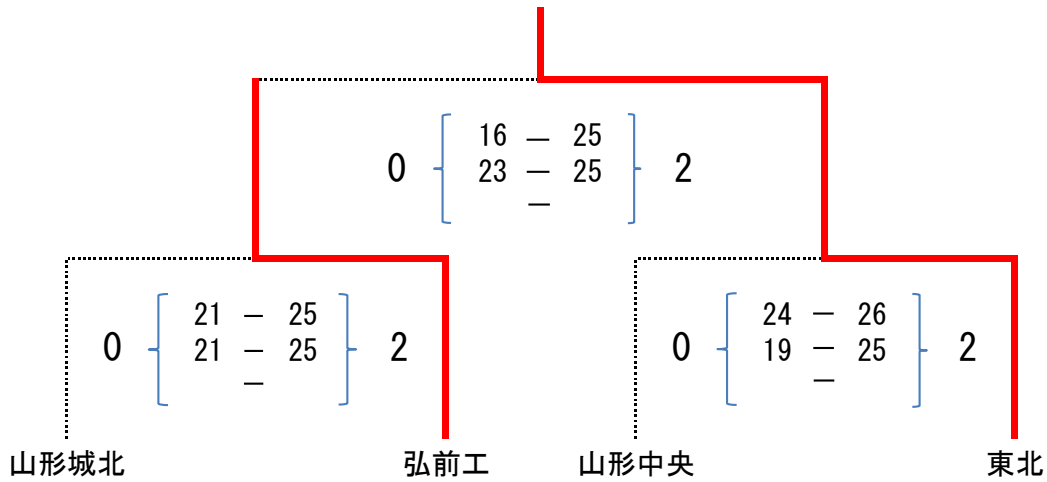 16 — 25
0 23 — 25 2
—
21 — 25 24 — 26
0 21 — 25 2 0 19 — 25 2
— —
山形城北 弘前工 山形中央 東北